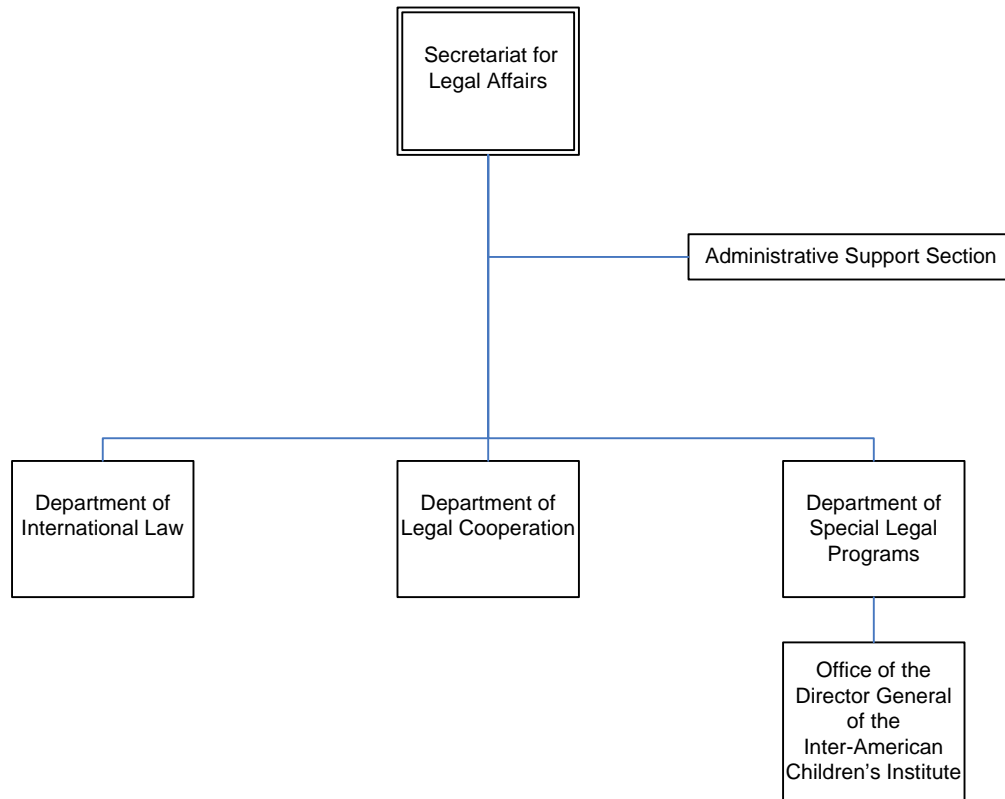 Secretariat for
Legal Affairs
Administrative Support Section
Department of
International Law
Department of
Legal Cooperation
Department of
Special Legal
Programs
Office of the
Director General
of the
Inter-American
Children’s Institute